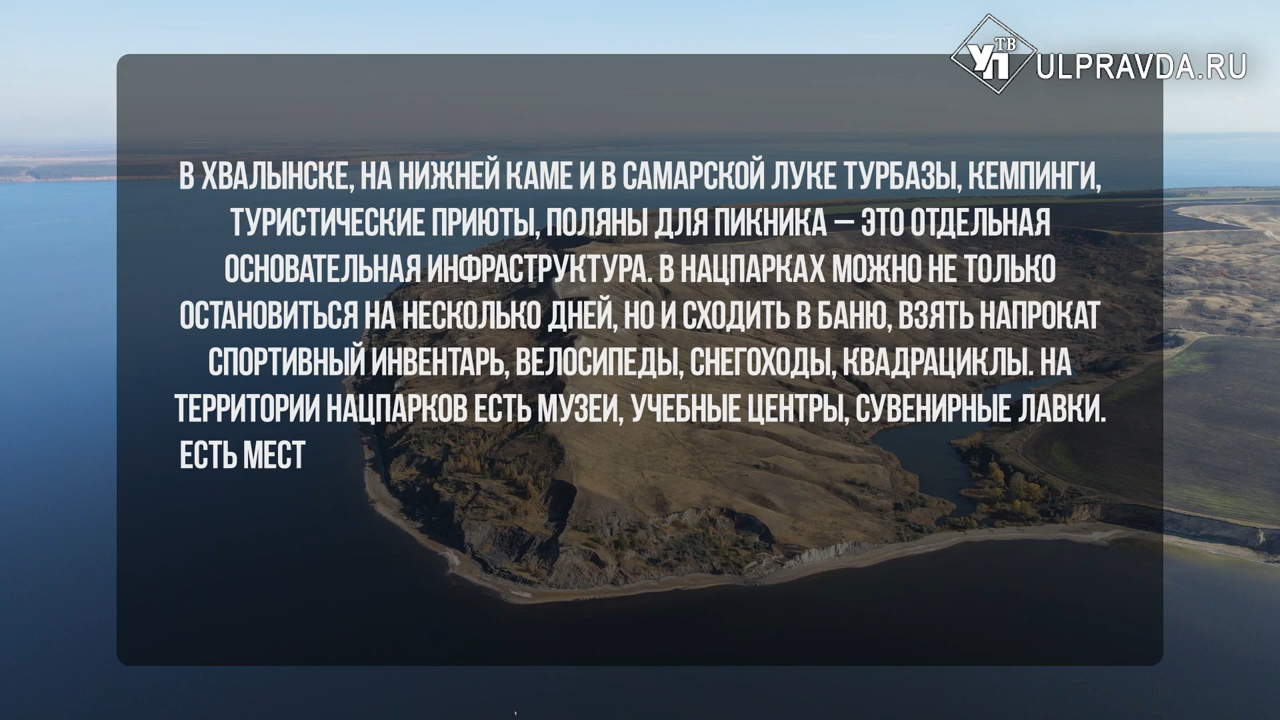 УП ТВ
ULPRAVDA.RU
В ХВАЛЫНСКЕ, НА НИЖНЕЙ КАМЕ И В САМАРСКОЙ ЛУКЕ ТУРБАЗЫ, КЕМПИНГИ,
ТУРИСТИЧЕСКИЕ ПРИЮТЫ, ПОЛЯНЫ ДЛЯ ПИКНИКА – ЭТО ОТДЕЛЬНАЯ
ОСНОВАТЕЛЬНАЯ ИНФРАСТРУКТУРА. В НАЦПАРКАХ МОЖНО НЕ ТОЛЬКО
ОСТАНОВИТЬСЯ НА НЕСКОЛЬКО ДНЕЙ, НО И СХОДИТЬ В БАНЮ, ВЗЯТЬ НАПРОКАТ
СПОРТИВНЫЙ ИНВЕНТАРЬ, ВЕЛОСИПЕДЫ, СНЕГОХОДЫ, КВАДРАЦИКЛЫ. НА
ТЕРРИТОРИИ НАЦПАРКОВ ЕСТЬ МУЗЕИ, УЧЕБНЫЕ ЦЕНТРЫ, СУВЕНИРНЫЕ ЛАВКИ.
ЕСТЬ МЕСТ